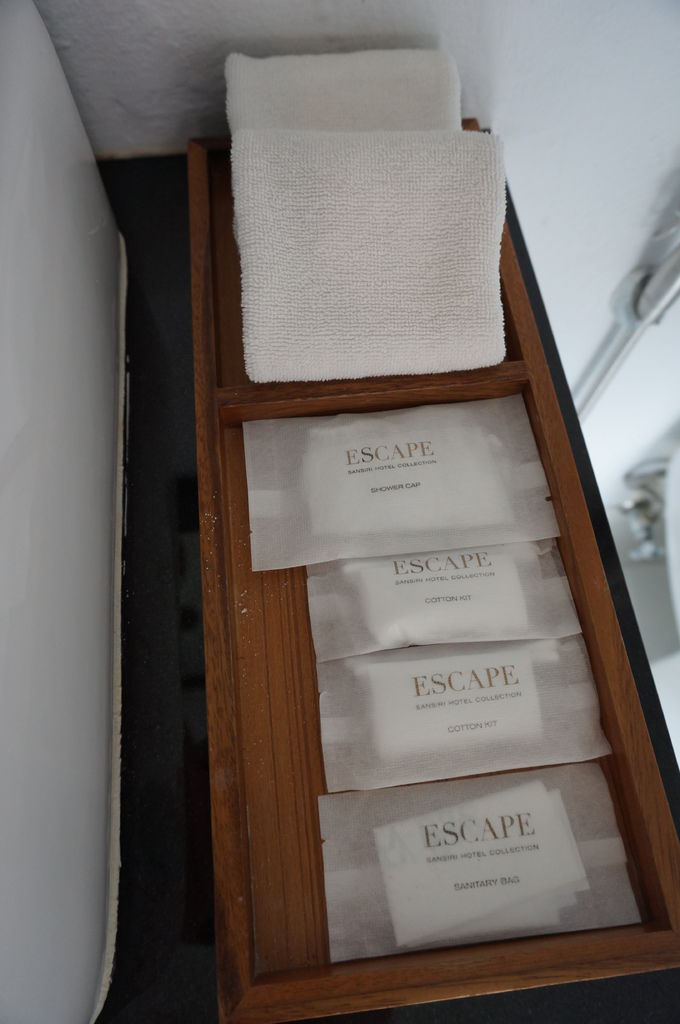 ESCAPE
SANSIRI HOTEL COLLECTION
SHOWER CAP
ESCAPE
SANSIRI HOTEL COLLECTION
COTTON KIT
ESCAPE
SANSIRI HOTEL COLLECTION
COTTON KIT
ESCAPE
SANSIRI HOTEL COLLECTION
SANITARY BAG